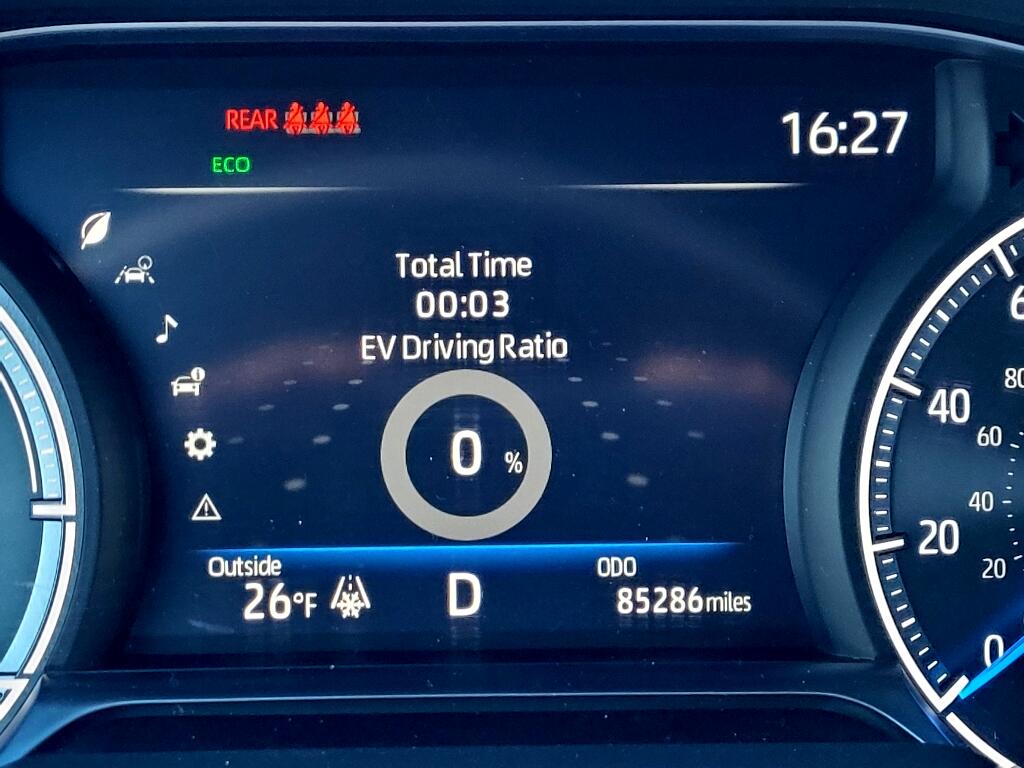 REAR
16:27
ECO
Total Time
00:03
EV Driving Ratio
0 %
Outside
26°F
D
ODO
85286 miles
40
20
0
80
60
40
20